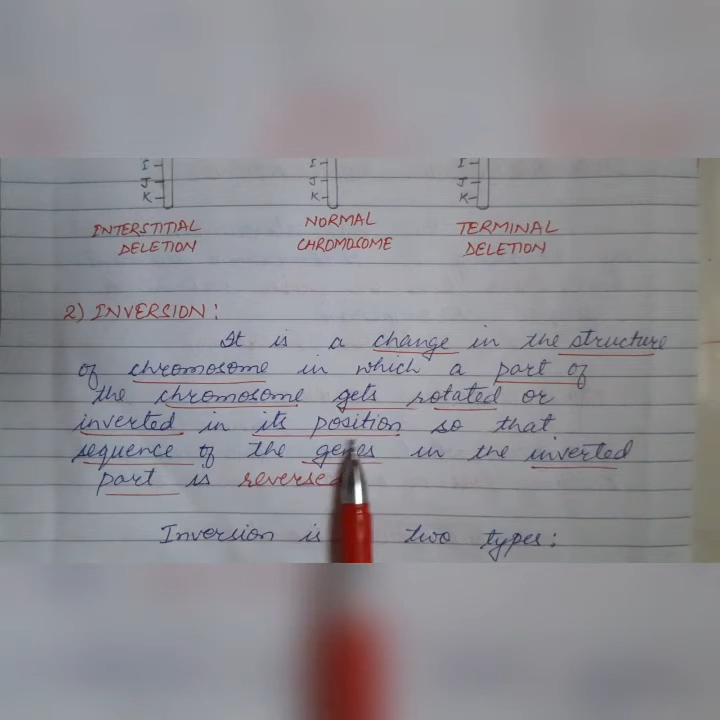 I- I- I-
J- J- J-
K- K- K-
INTERSTITIAL DELETION
NORMAL CHROMOSOME
TERMINAL DELETION
2) INVERSION:
It is a change in the structure
of chromosome in which a part of
the chromosome gets rotated or
inverted in its position so that
sequence of the genes in the inverted
part is reversed
Inversion is two types: